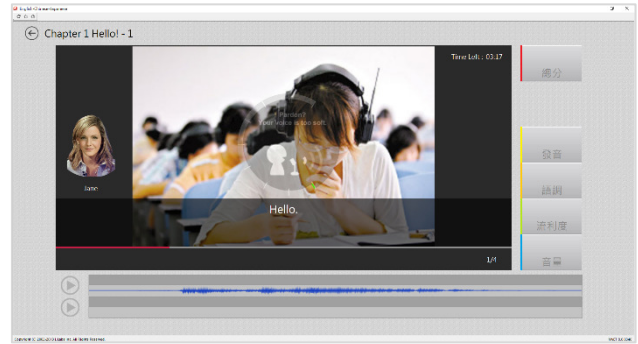 Chapter 1 Hello! - 1
Time Left : 03:17
總分
Pardon?
Your voice is too soft
發音
Jane
語調
Hello.
流利度
1/4
音量